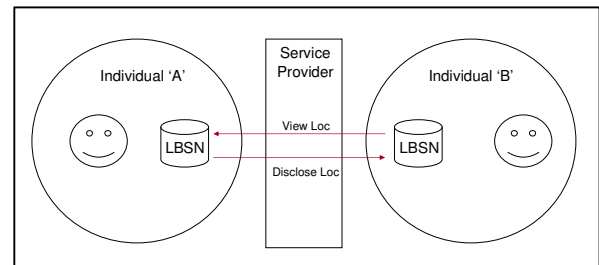 Individual ‘A’
LBSN
Service
Provider
View Loc
Disclose Loc
Individual ‘B’
LBSN